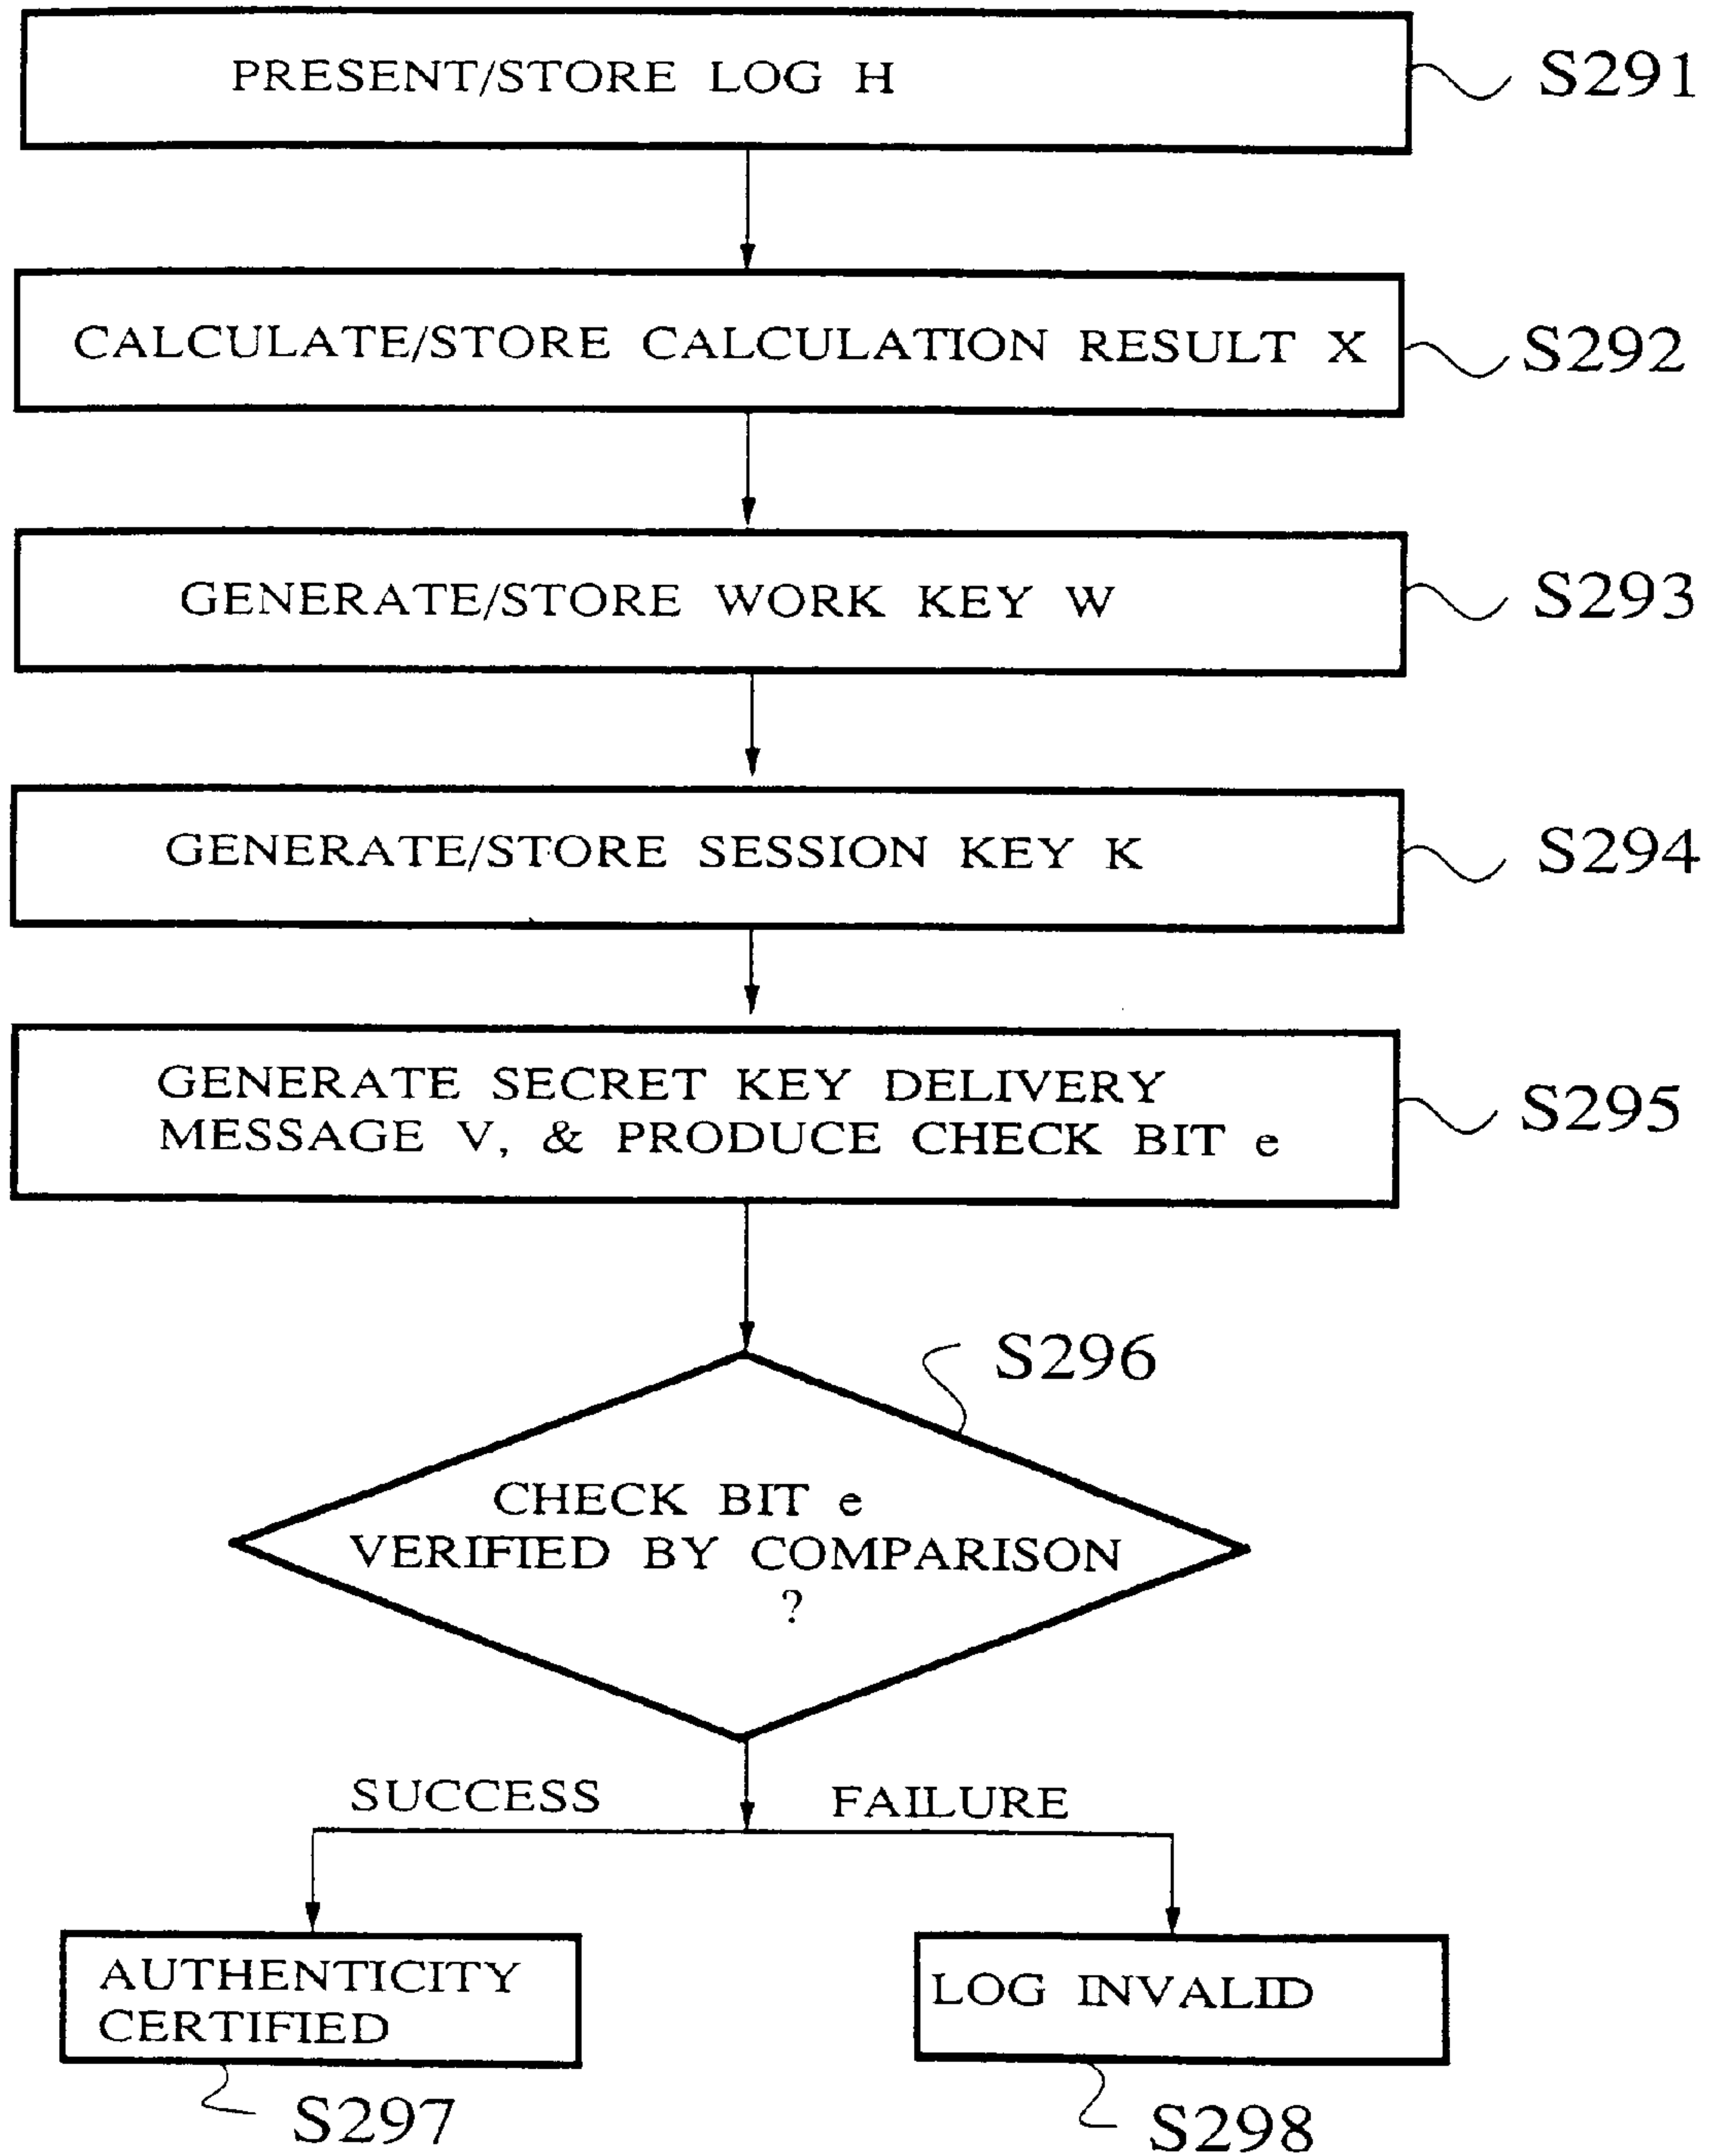 PRESENT/STORE LOG H
S291
CALCULATE/STORE CALCULATION RESULT X
S292
GENERATE/STORE WORK KEY W
S293
GENERATE/STORE SESSION KEY K
S294
GENERATE SECRET KEY DELIVERY
MESSAGE V, & PRODUCE CHECK BIT e
S295
S296
CHECK BIT e
VERIFIED BY COMPARISON
?
SUCCESS
FAILURE
AUTHENTICITY
CERTIFIED
LOG INVALID
S297
S298